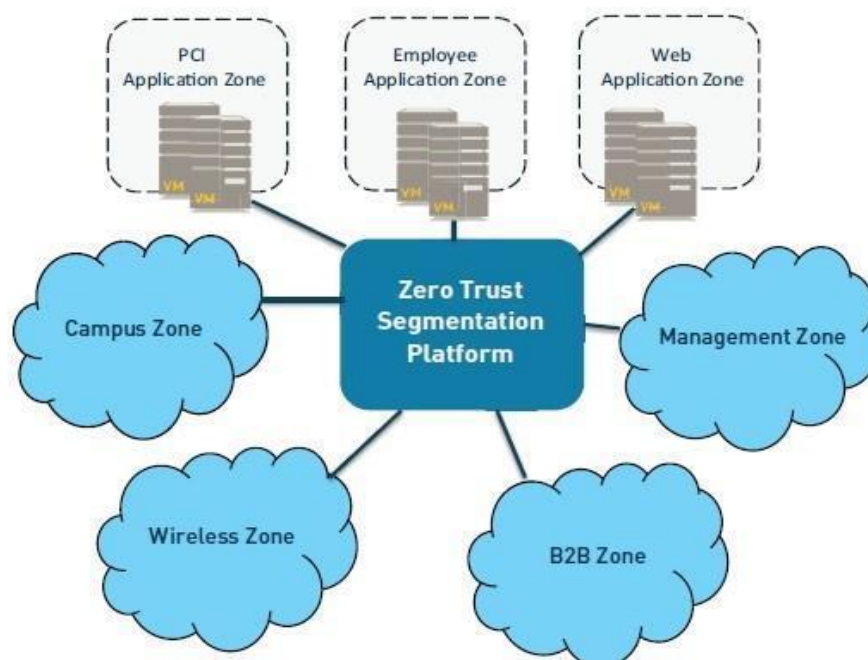 PCI
Application Zone
Employee
Application Zone
Web
Application Zone
VM
VM
VM
VM
VM
VM
Zero Trust
Segmentation
Platform
Campus Zone
Management Zone
Wireless Zone
B2B Zone